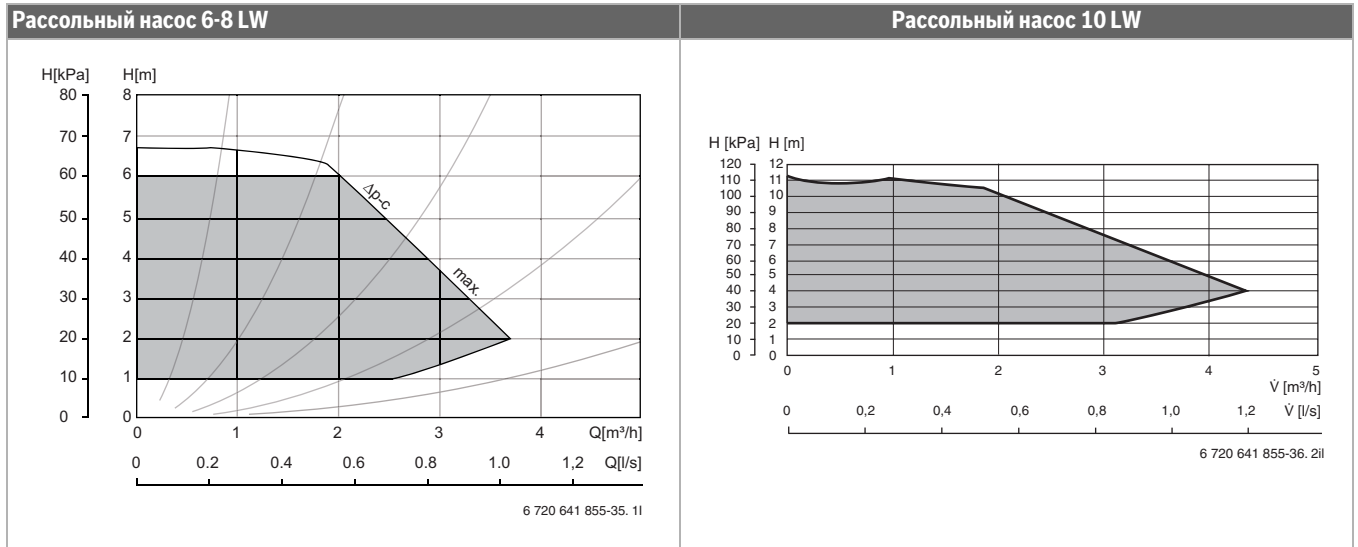 Рассольный насос 6-8 LW
H[kPa] H[m]
80 8
70 7
60 6
50 5
40 4
30 3
20 2
10 1
0 0
Δp-c
max.
0 1 2 3 4 Q[m³/h]
0 0.2 0.4 0.6 0.8 1.0 1,2 Q[l/s]
6 720 641 855-35. 1I
Рассольный насос 10 LW
H [kPa] H [m]
120 12
110 11
100 10
90 9
80 8
70 7
60 6
50 5
40 4
30 3
20 2
10 1
0 0
0 1 2 3 4 5
V̇ [m³/h]
0 0,2 0,4 0,6 0,8 1,0 1,2 V̇ [l/s]
6 720 641 855-36. 2il